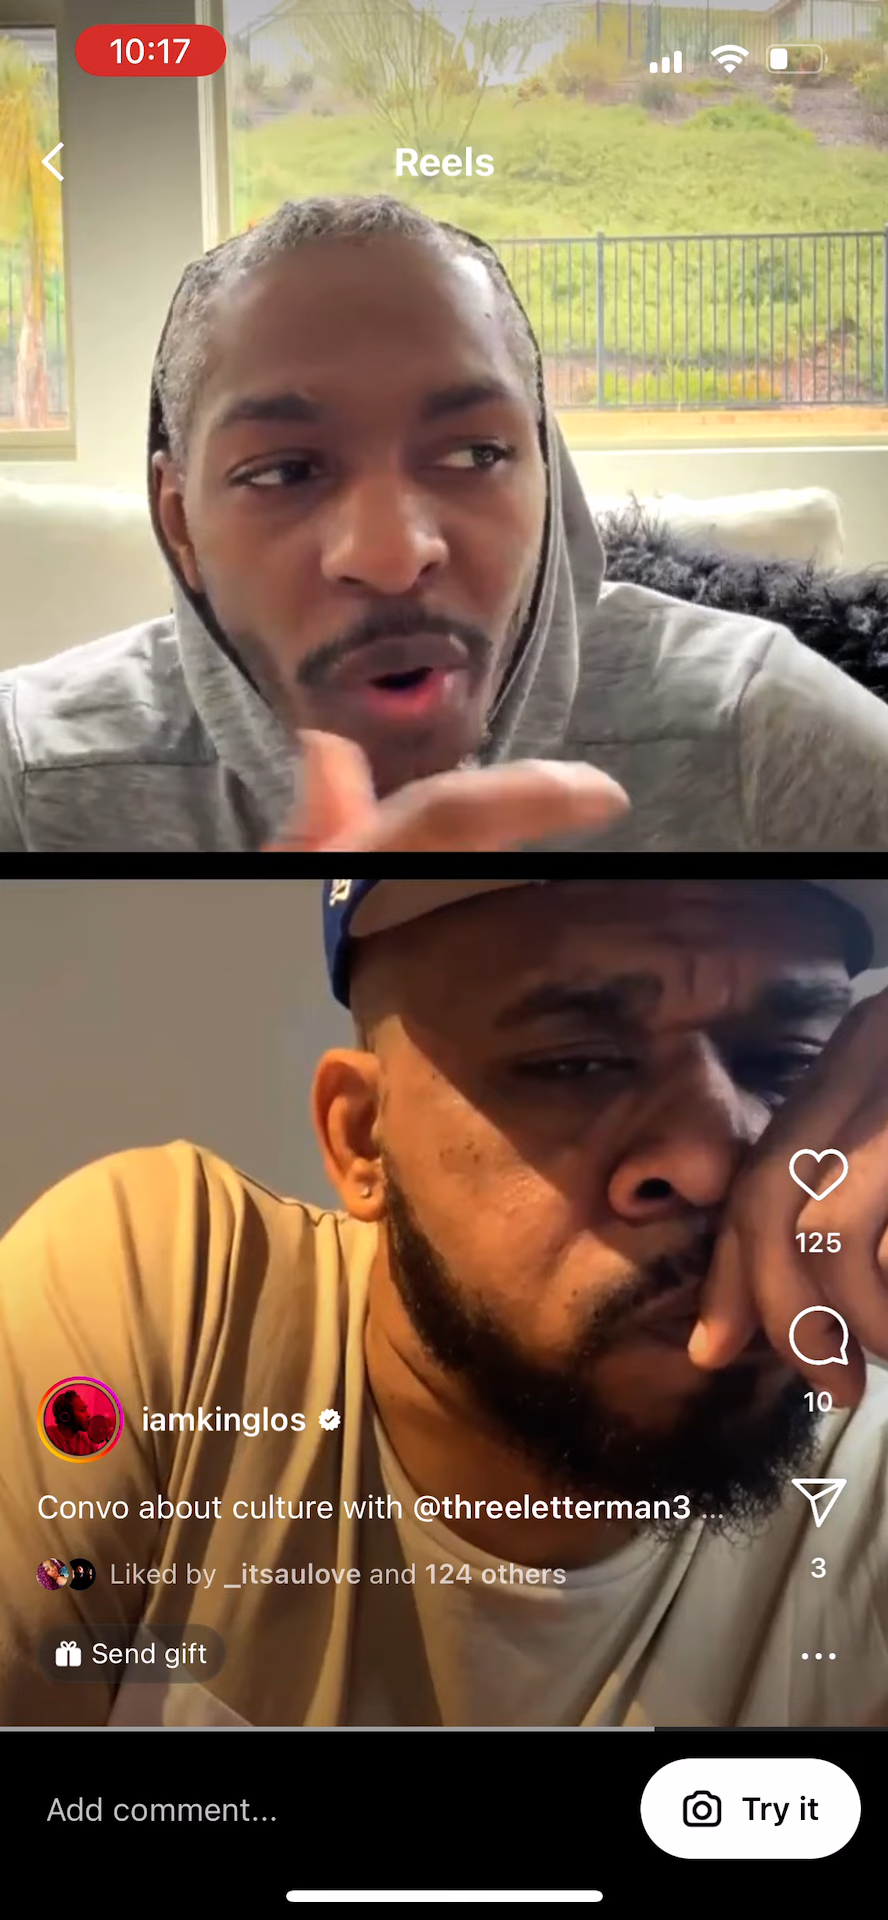 10:17
Reels
125
10
iamkinglos
Convo about culture with @threeletterman3 ...
3
Liked by _itsaulove and 124 others
Send gift
Add comment...
Try it